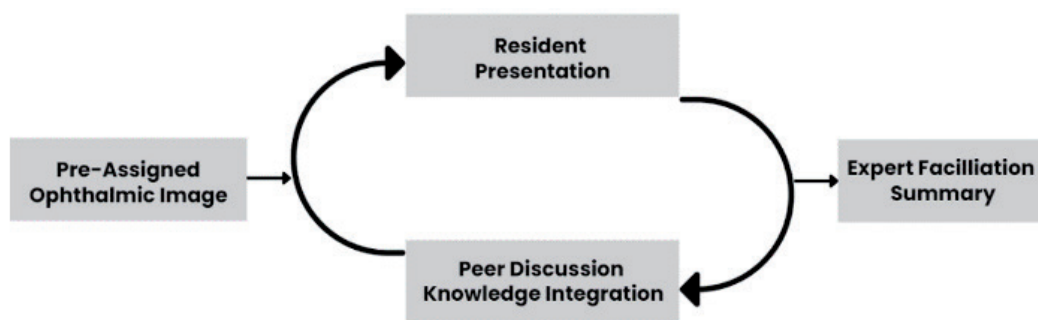 Resident
Presentation
Pre-Assigned
Ophthalmic Image
Expert Facilliation
Summary
Peer Discussion
Knowledge Integration